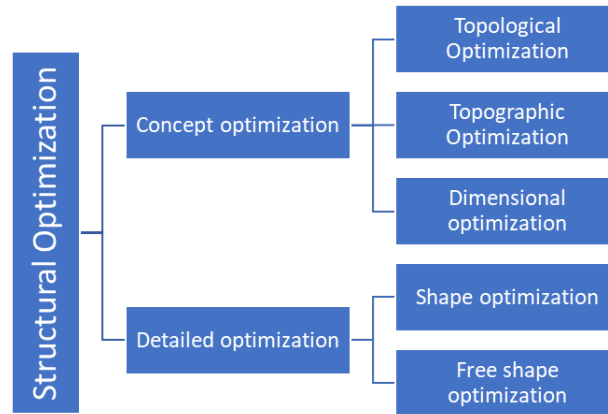 Structural Optimization
Concept optimization
Topological
Optimization
Topographic
Optimization
Dimensional
optimization
Detailed optimization
Shape optimization
Free shape
optimization